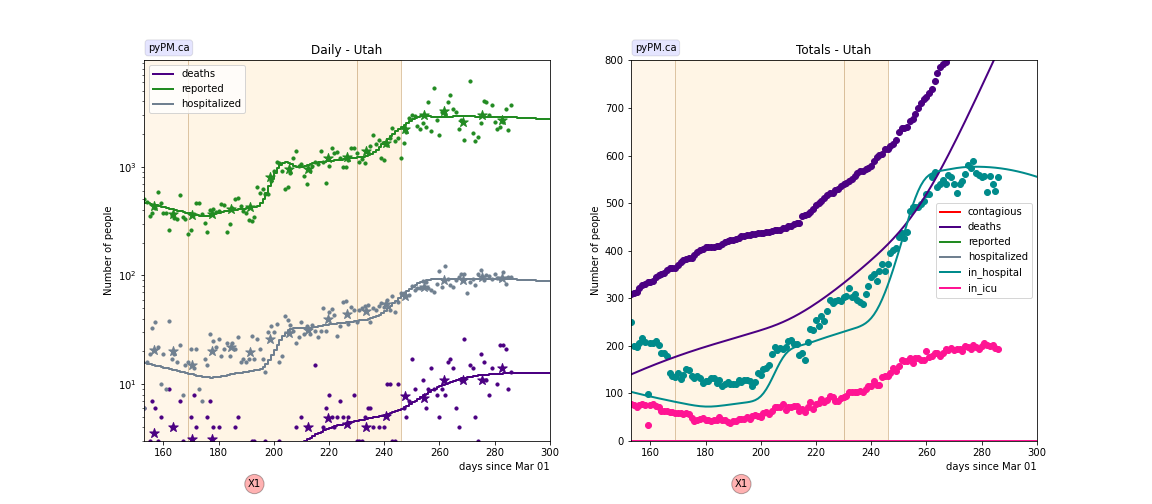 pyPM.ca
Daily - Utah
deaths
reported
hospitalized
Number of people
10³
10²
10¹
160 180 200 220 240 260 280 300
days since Mar 01
X1
pyPM.ca
Totals - Utah
Number of people
800
700
600
500
400
300
200
100
0
contagious
deaths
reported
hospitalized
in_hospital
in_icu
160 180 200 220 240 260 280 300
days since Mar 01
X1